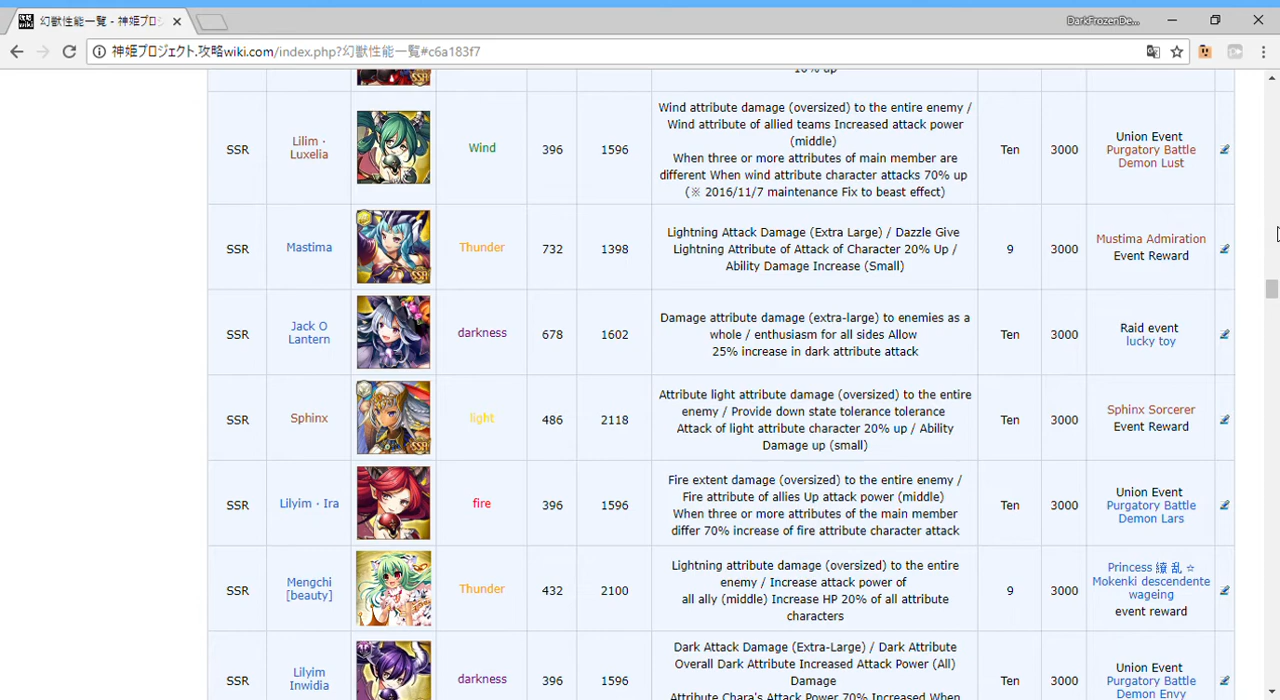 幻獣性能一覧 - 神姫プロジ
DarkFrozenDe...
神姫プロジェクト.攻略wiki.com/index.php?幻獣性能一覧#c6a183f7
10% up
SSR
Lilim・
Luxelia
Wind
396
1596
Wind attribute damage (oversized) to the entire enemy /
Wind attribute of allied teams Increased attack power
(middle)
When three or more attributes of main member are
different When wind attribute character attacks 70% up
(※ 2016/11/7 maintenance Fix to beast effect)
Ten
3000
Union Event
Purgatory Battle
Demon Lust
SSR
Mastima
Thunder
732
1398
Lightning Attack Damage (Extra Large) / Dazzle Give
Lightning Attribute of Attack of Character 20% Up /
Ability Damage Increase (Small)
9
3000
Mustima Admiration
Event Reward
SSR
Jack O
Lantern
darkness
678
1602
Damage attribute damage (extra-large) to enemies as a
whole / enthusiasm for all sides Allow
25% increase in dark attribute attack
Ten
3000
Raid event
lucky toy
SSR
Sphinx
light
486
2118
Attribute light attribute damage (oversized) to the entire
enemy / Provide down state tolerance tolerance
Attack of light attribute character 20% up / Ability
Damage up (small)
Ten
3000
Sphinx Sorcerer
Event Reward
SSR
Lilyim・Ira
fire
396
1596
Fire extent damage (oversized) to the entire enemy /
Fire attribute of allies Up attack power (middle)
When three or more attributes of the main member
differ 70% increase of fire attribute character attack
Ten
3000
Union Event
Purgatory Battle
Demon Lars
SSR
Mengchi
[beauty]
Thunder
432
2100
Lightning attribute damage (oversized) to the entire
enemy / Increase attack power of
all ally (middle) Increase HP 20% of all attribute
characters
9
3000
Princess 繚 乱 ☆
Mokenki descendente
wageing
event reward
SSR
Lilyim
Inwidia
darkness
396
1596
Dark Attack Damage (Extra-Large) / Dark Attribute
Overall Dark Attribute Increased Attack Power (All)
Damage
Attribute Chara's Attack Power 70% Increased When
Ten
3000
Union Event
Purgatory Battle
Demon Envy